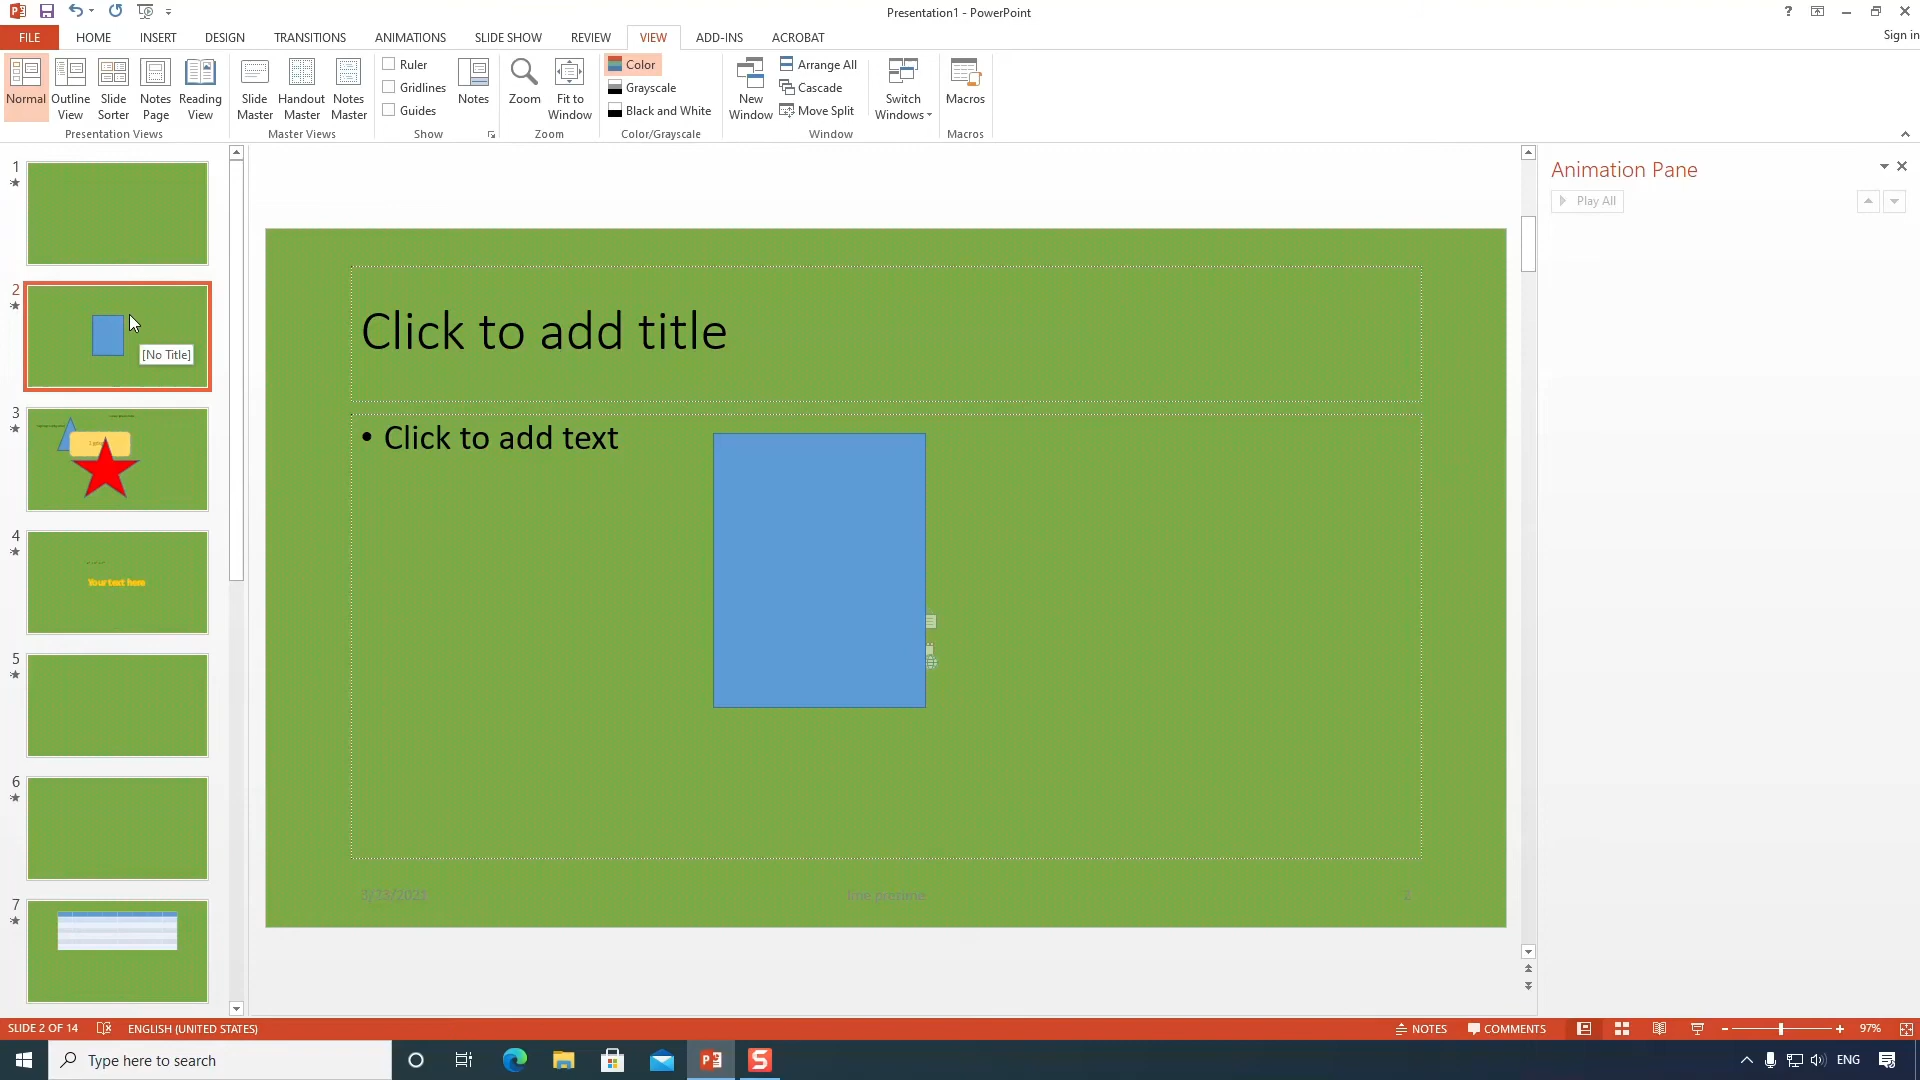 Presentation1 - PowerPoint
?
FILE HOME INSERT DESIGN TRANSITIONS ANIMATIONS SLIDE SHOW REVIEW VIEW ADD-INS ACROBAT Sign in
Normal
Outline View
Slide Sorter
Notes Page
Reading View
Presentation Views
Slide Master
Handout Master
Notes Master
Master Views
Ruler
Gridlines
Guides
Show
Notes
Zoom
Fit to Window
Zoom
Color
Grayscale
Black and White
Color/Grayscale
New Window
Arrange All
Cascade
Move Split
Switch Windows
Window
Macros
Macros
1
2
[No Title]
3
4
Your text here
5
6
7
Click to add title
• Click to add text
3/23/2021
2
Animation Pane
Play All
SLIDE 2 OF 14 ENGLISH (UNITED STATES) NOTES COMMENTS 97%
Type here to search
ENG